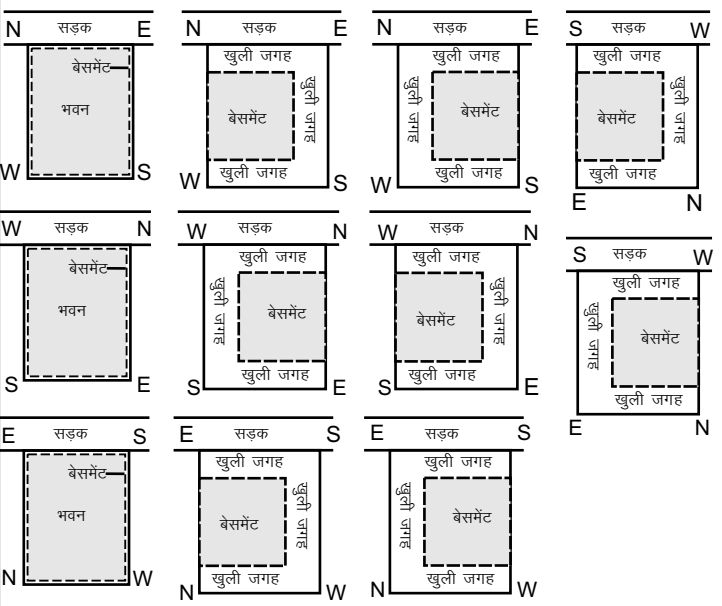 N सड़क E
बेसमेंट
भवन
W S
N सड़क E
खुली जगह
बेसमेंट
खुली जगह
खुली जगह
W S
N सड़क E
खुली जगह
खुली जगह
बेसमेंट
खुली जगह
W S
S सड़क W
खुली जगह
बेसमेंट
खुली जगह
खुली जगह
E N
W सड़क N
बेसमेंट
भवन
S E
W सड़क N
खुली जगह
खुली जगह
बेसमेंट
खुली जगह
S E
W सड़क N
खुली जगह
बेसमेंट
खुली जगह
खुली जगह
S E
S सड़क W
खुली जगह
खुली जगह
बेसमेंट
खुली जगह
E N
E सड़क S
बेसमेंट
भवन
N W
E सड़क S
खुली जगह
बेसमेंट
खुली जगह
खुली जगह
N W
E सड़क S
खुली जगह
खुली जगह
बेसमेंट
खुली जगह
N W